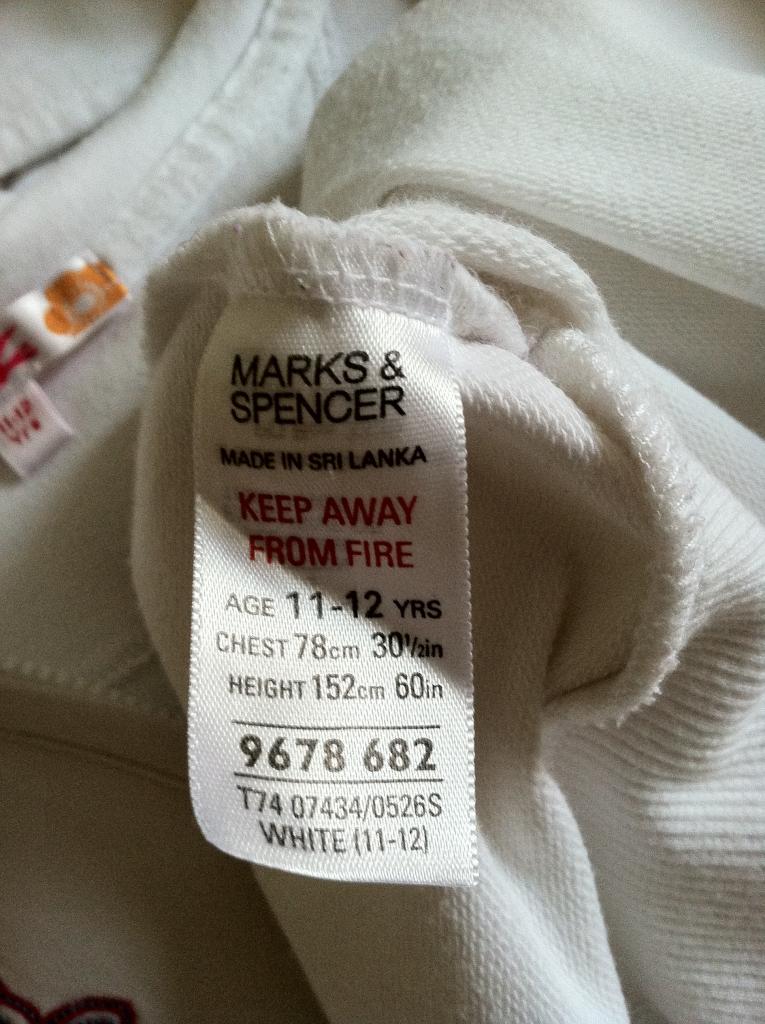 MARKS &
SPENCER
MADE IN SRI LANKA
KEEP AWAY
FROM FIRE
AGE 11-12 YRS
CHEST 78cm 30½in
HEIGHT 152cm 60in
9678 682
T74 07434/0526S
WHITE (11-12)